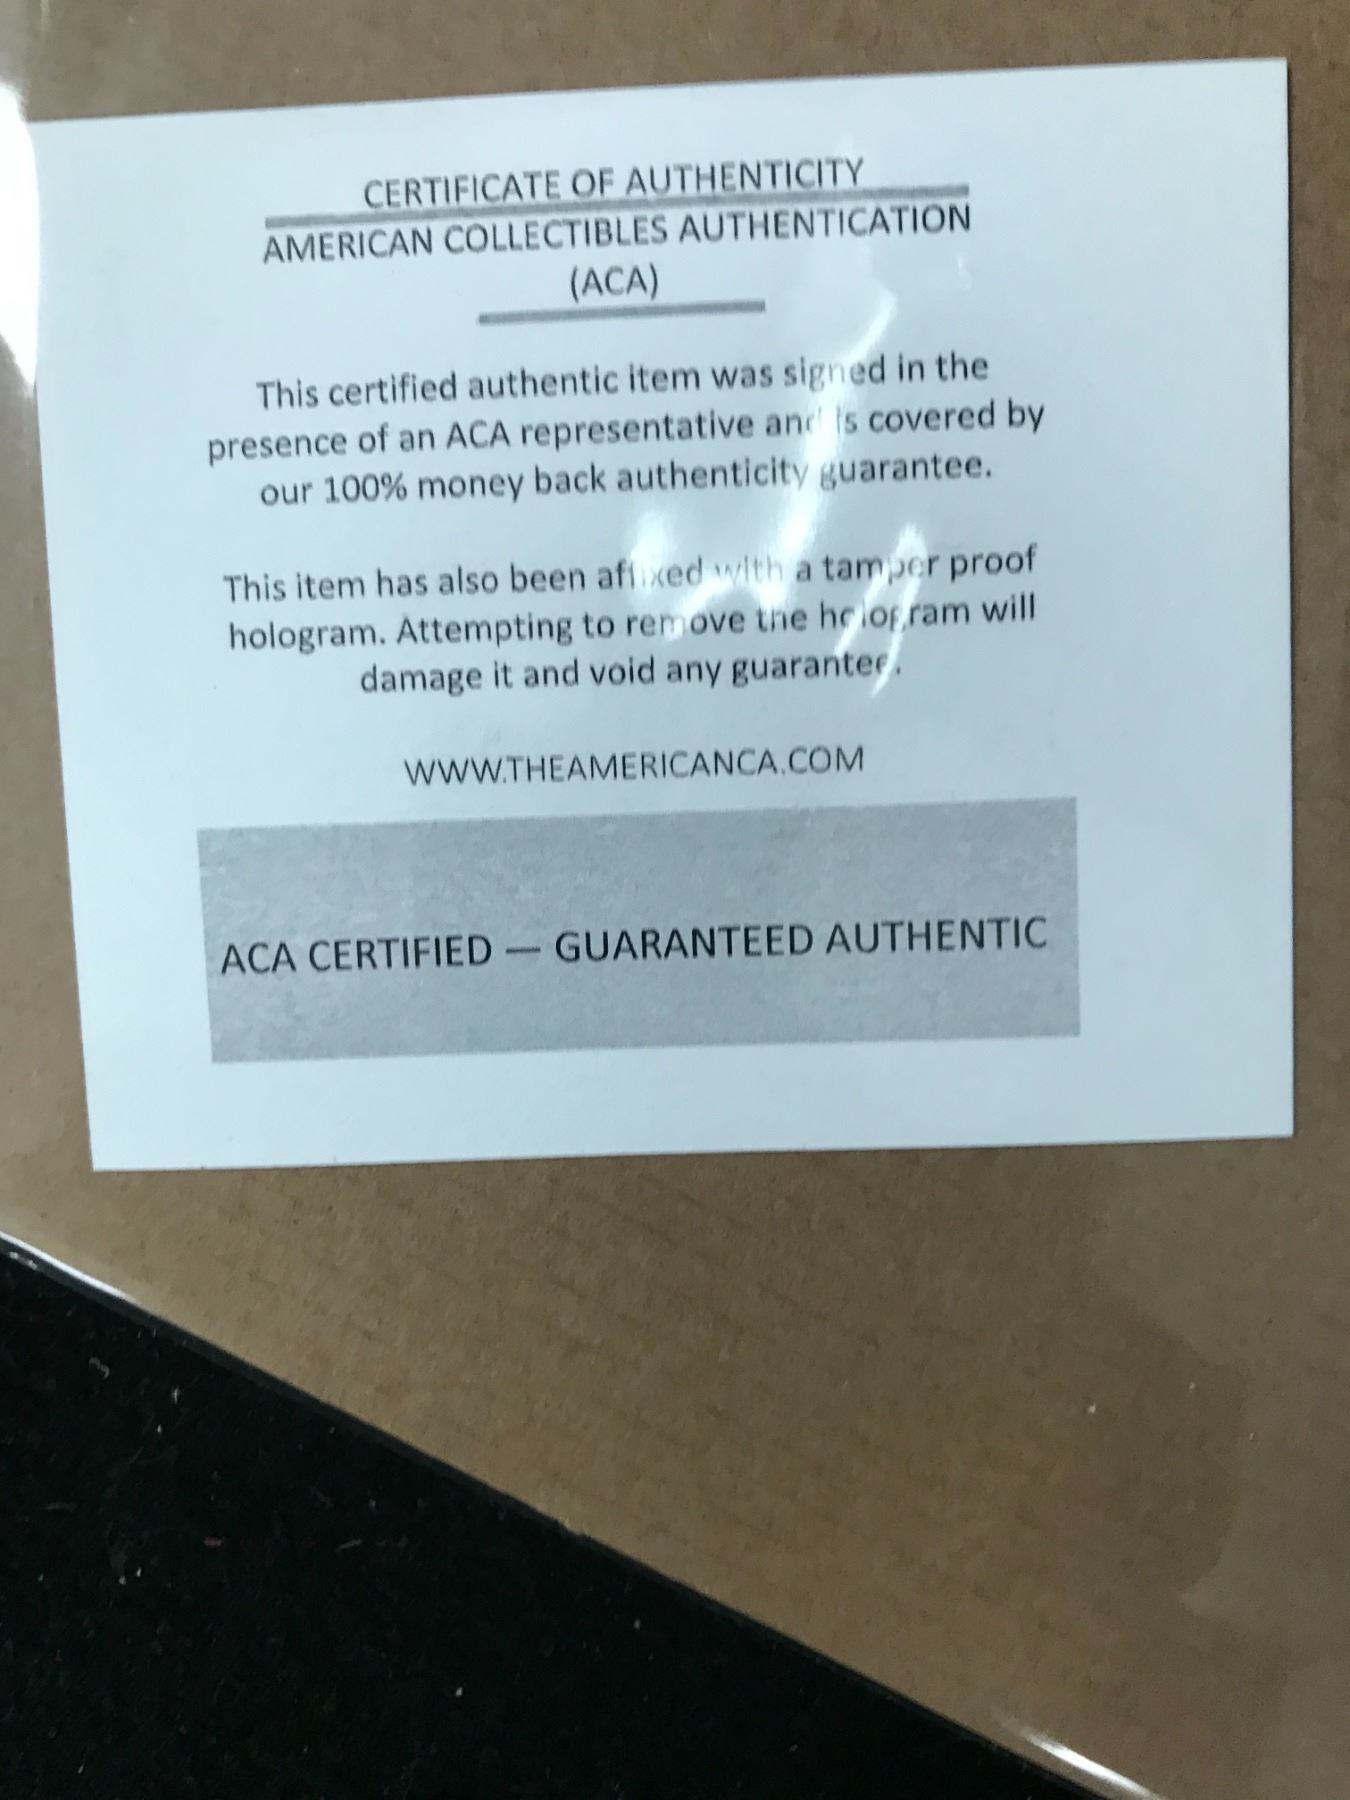 CERTIFICATE OF AUTHENTICITY
AMERICAN COLLECTIBLES AUTHENTICATION
(ACA)
This certified authentic item was signed in the
presence of an ACA representative and is covered by
our 100% money back authenticity guarantee.
This item has also been affixed with a tamper proof
hologram. Attempting to remove the hologram will
damage it and void any guarantee.
WWW.THEAMERICANCA.COM
ACA CERTIFIED — GUARANTEED AUTHENTIC